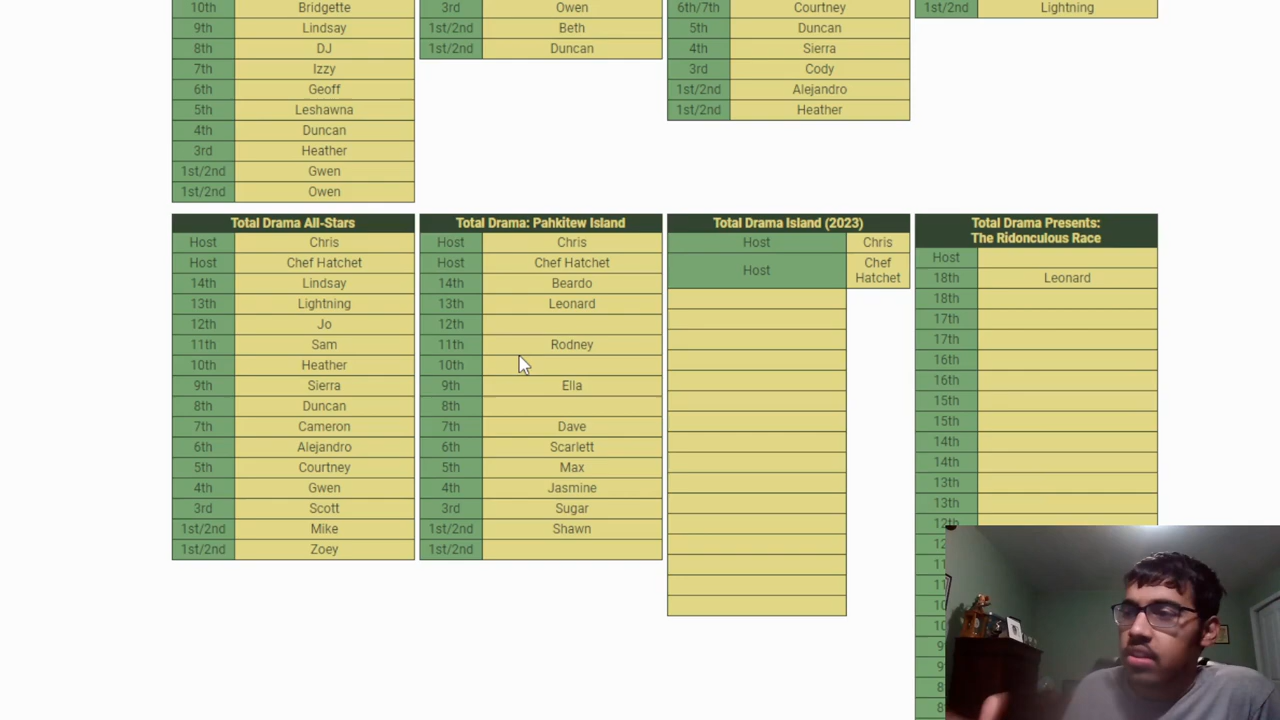 10th Bridgette
9th Lindsay
8th DJ
7th Izzy
6th Geoff
5th Leshawna
4th Duncan
3rd Heather
1st/2nd Gwen
1st/2nd Owen
3rd Owen
1st/2nd Beth
1st/2nd Duncan
6th/7th Courtney
5th Duncan
4th Sierra
3rd Cody
1st/2nd Alejandro
1st/2nd Heather
1st/2nd Lightning
Total Drama All-Stars
Host Chris
Host Chef Hatchet
14th Lindsay
13th Lightning
12th Jo
11th Sam
10th Heather
9th Sierra
8th Duncan
7th Cameron
6th Alejandro
5th Courtney
4th Gwen
3rd Scott
1st/2nd Mike
1st/2nd Zoey
Total Drama: Pahkitew Island
Host Chris
Host Chef Hatchet
14th Beardo
13th Leonard
12th
11th Rodney
10th
9th Ella
8th
7th Dave
6th Scarlett
5th Max
4th Jasmine
3rd Sugar
1st/2nd Shawn
1st/2nd
Total Drama Island (2023)
Host Chris
Host Chef
Hatchet
Total Drama Presents:
The Ridonculous Race
Host
18th Leonard
18th
17th
17th
16th
16th
15th
15th
14th
14th
13th
13th